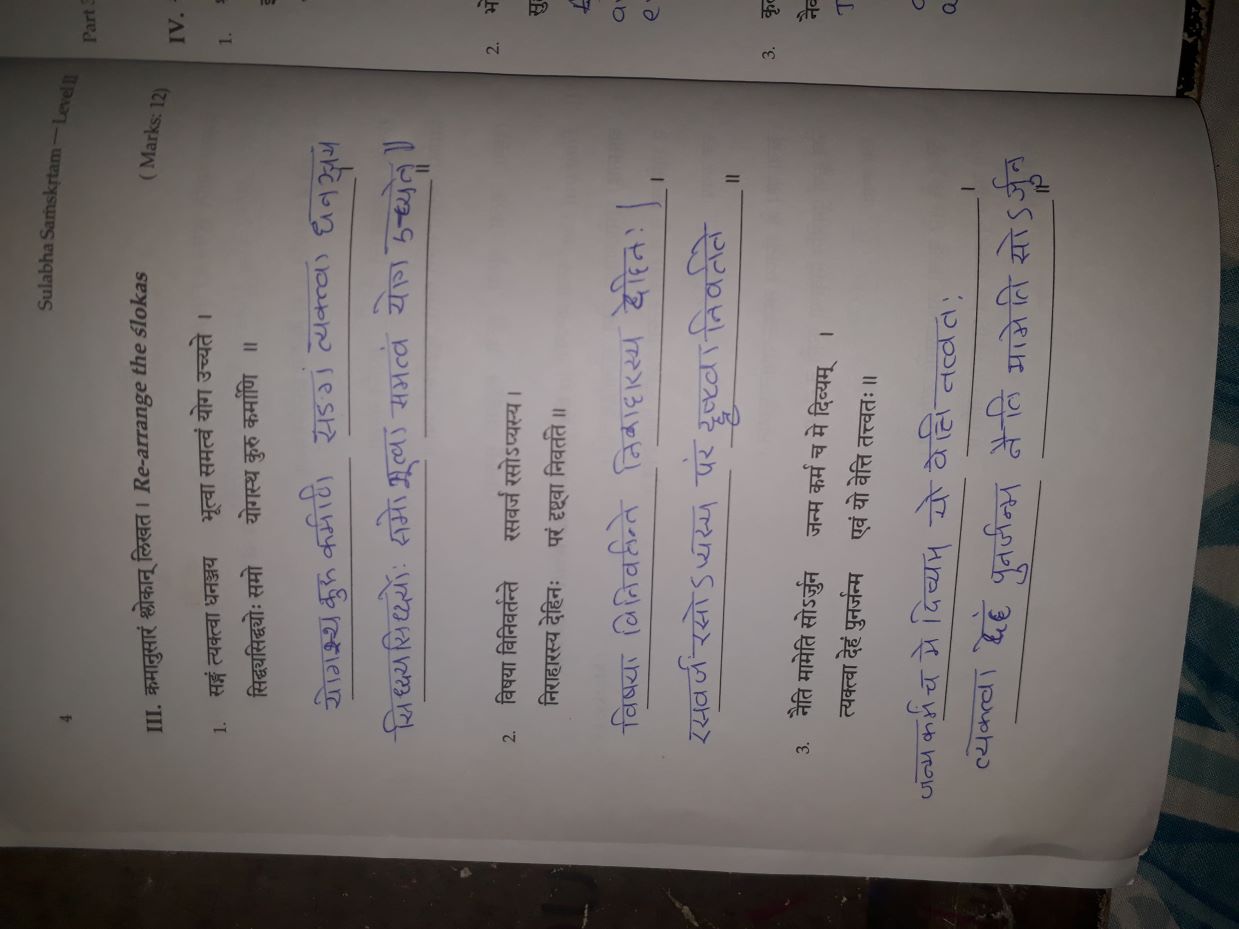 4
Sulabha Saṁskṛtam — Level II
III. क्रमानुसारं श्लोकान् लिखत । Re-arrange the ślokas ( Marks: 12)
1. सङ्गं त्यक्त्वा धनञ्जय भूत्वा समत्वं योग उच्यते ।
सिद्ध्यसिद्ध्योः समो योगस्थ कुरु कर्माणि ॥
योगस्थ कुरु कर्माणि सङगं त्यक्त्वा धनञ्जय
सिध्द्यसिध्द्योः समो भूत्वा समत्वं योग उच्यते ॥
॥
2. विषया विनिवर्तन्ते रसवर्ज रसोऽप्यस्य ।
निराहारस्य देहिनः परं दृष्ट्वा निवर्तते ॥
विषया विनिवर्तन्ते देहिनः |
।
रसवर्ज रसोऽप्यस्य परं दृष्ट्वा निवर्तते
॥
3. नैति मामेति सोऽर्जुन जन्म कर्म च मे दिव्यम् ।
त्यक्त्वा देहं पुनर्जन्म एवं यो वेत्ति तत्त्वतः ॥
जन्म कर्म च मे दिव्यम यो वेत्ति तत्वतः
।
त्यक्त्वा देहं पुनर्जन्म नैति मामेति सोऽर्जुन
॥
Part 3
IV.
1.
2. भो
सु
3. कृत
नैव